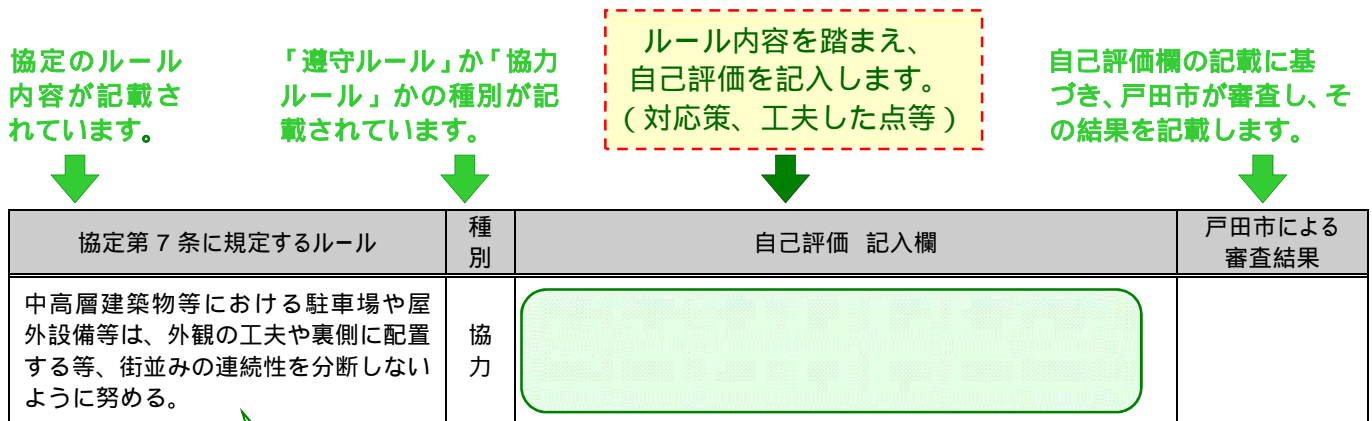 協定のルール
内容が記載さ
れています。
「遵守ルール」か「協力
ルール」かの種別が記
載されています。
ルール内容を踏まえ、
自己評価を記入します。
(対応策、工夫した点等)
自己評価欄の記載に基
づき、戸田市が審査し、そ
の結果を記載します。
協定第7条に規定するルール
種
別
自己評価 記入欄
戸田市による
審査結果
中高層建築物等における駐車場や屋
外設備等は、外観の工夫や裏側に配置
する等、街並みの連続性を分断しない
ように努める。
協
力